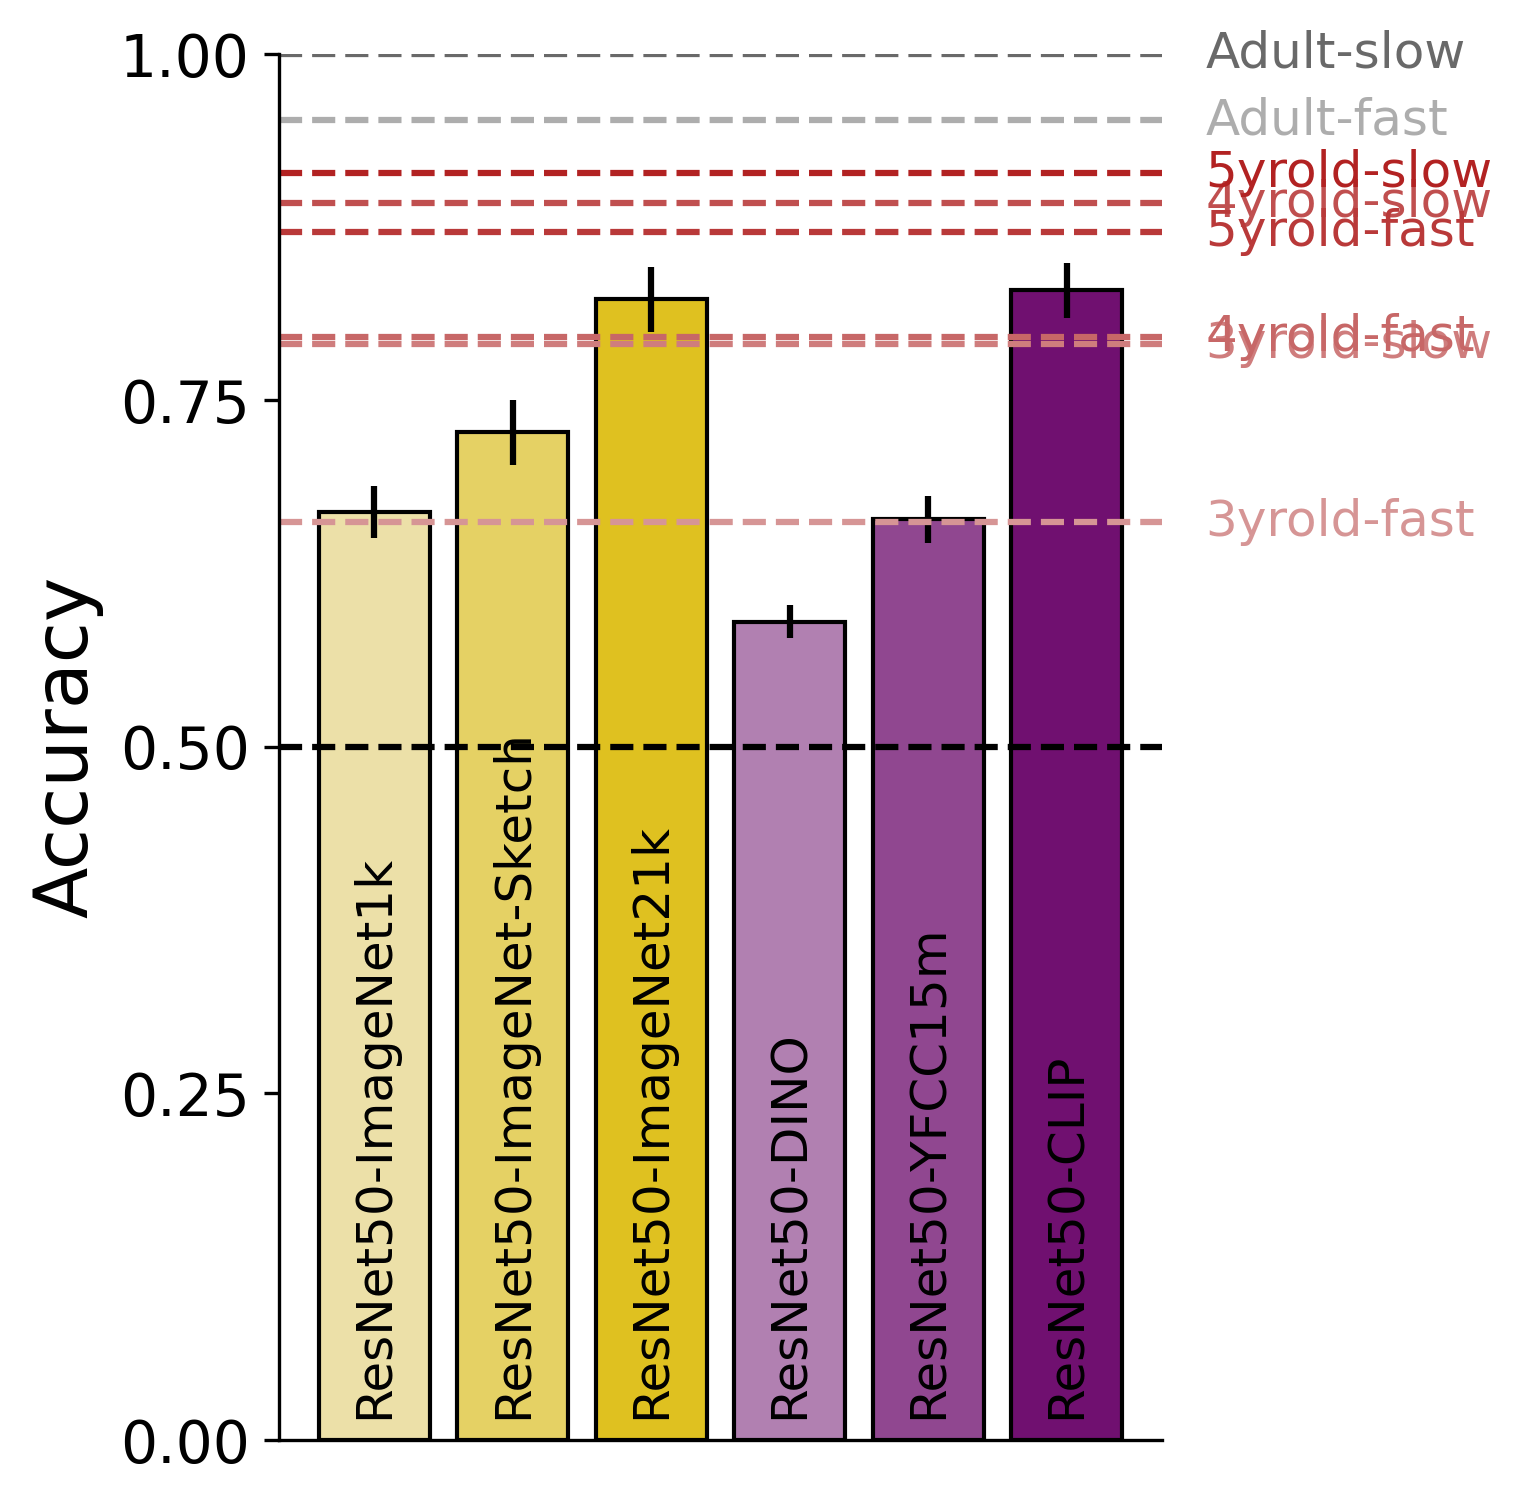 Accuracy
1.00
0.75
0.50
0.25
0.00
ResNet50-ImageNet1k
ResNet50-ImageNet-Sketch
ResNet50-ImageNet21k
ResNet50-DINO
ResNet50-YFCC15m
ResNet50-CLIP
Adult-slow
Adult-fast
5yrold-slow
4yrold-slow
5yrold-fast
4yrold-fast
3yrold-slow
3yrold-fast